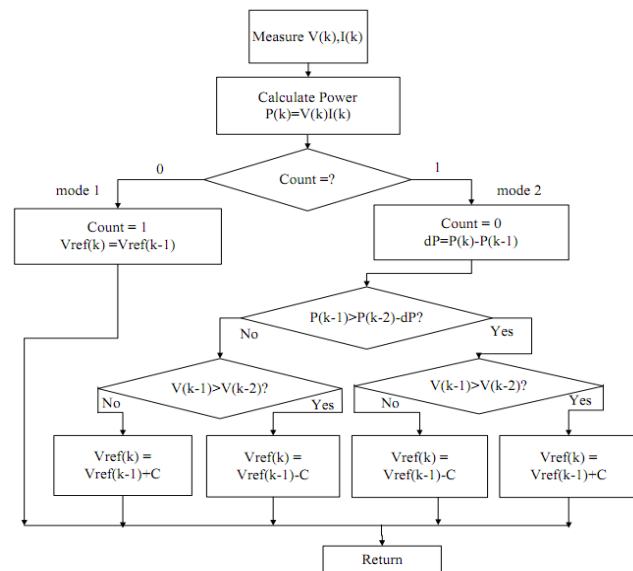 Measure V(k),I(k)
Calculate Power
P(k)=V(k)I(k)
0
1
Count =?
mode 1
mode 2
Count = 1
Vref(k) =Vref(k-1)
Count = 0
dP=P(k)-P(k-1)
P(k-1)>P(k-2)-dP?
No
Yes
V(k-1)>V(k-2)?
V(k-1)>V(k-2)?
No
Yes
No
Yes
Vref(k) =
Vref(k-1)+C
Vref(k) =
Vref(k-1)-C
Vref(k) =
Vref(k-1)-C
Vref(k) =
Vref(k-1)+C
Return